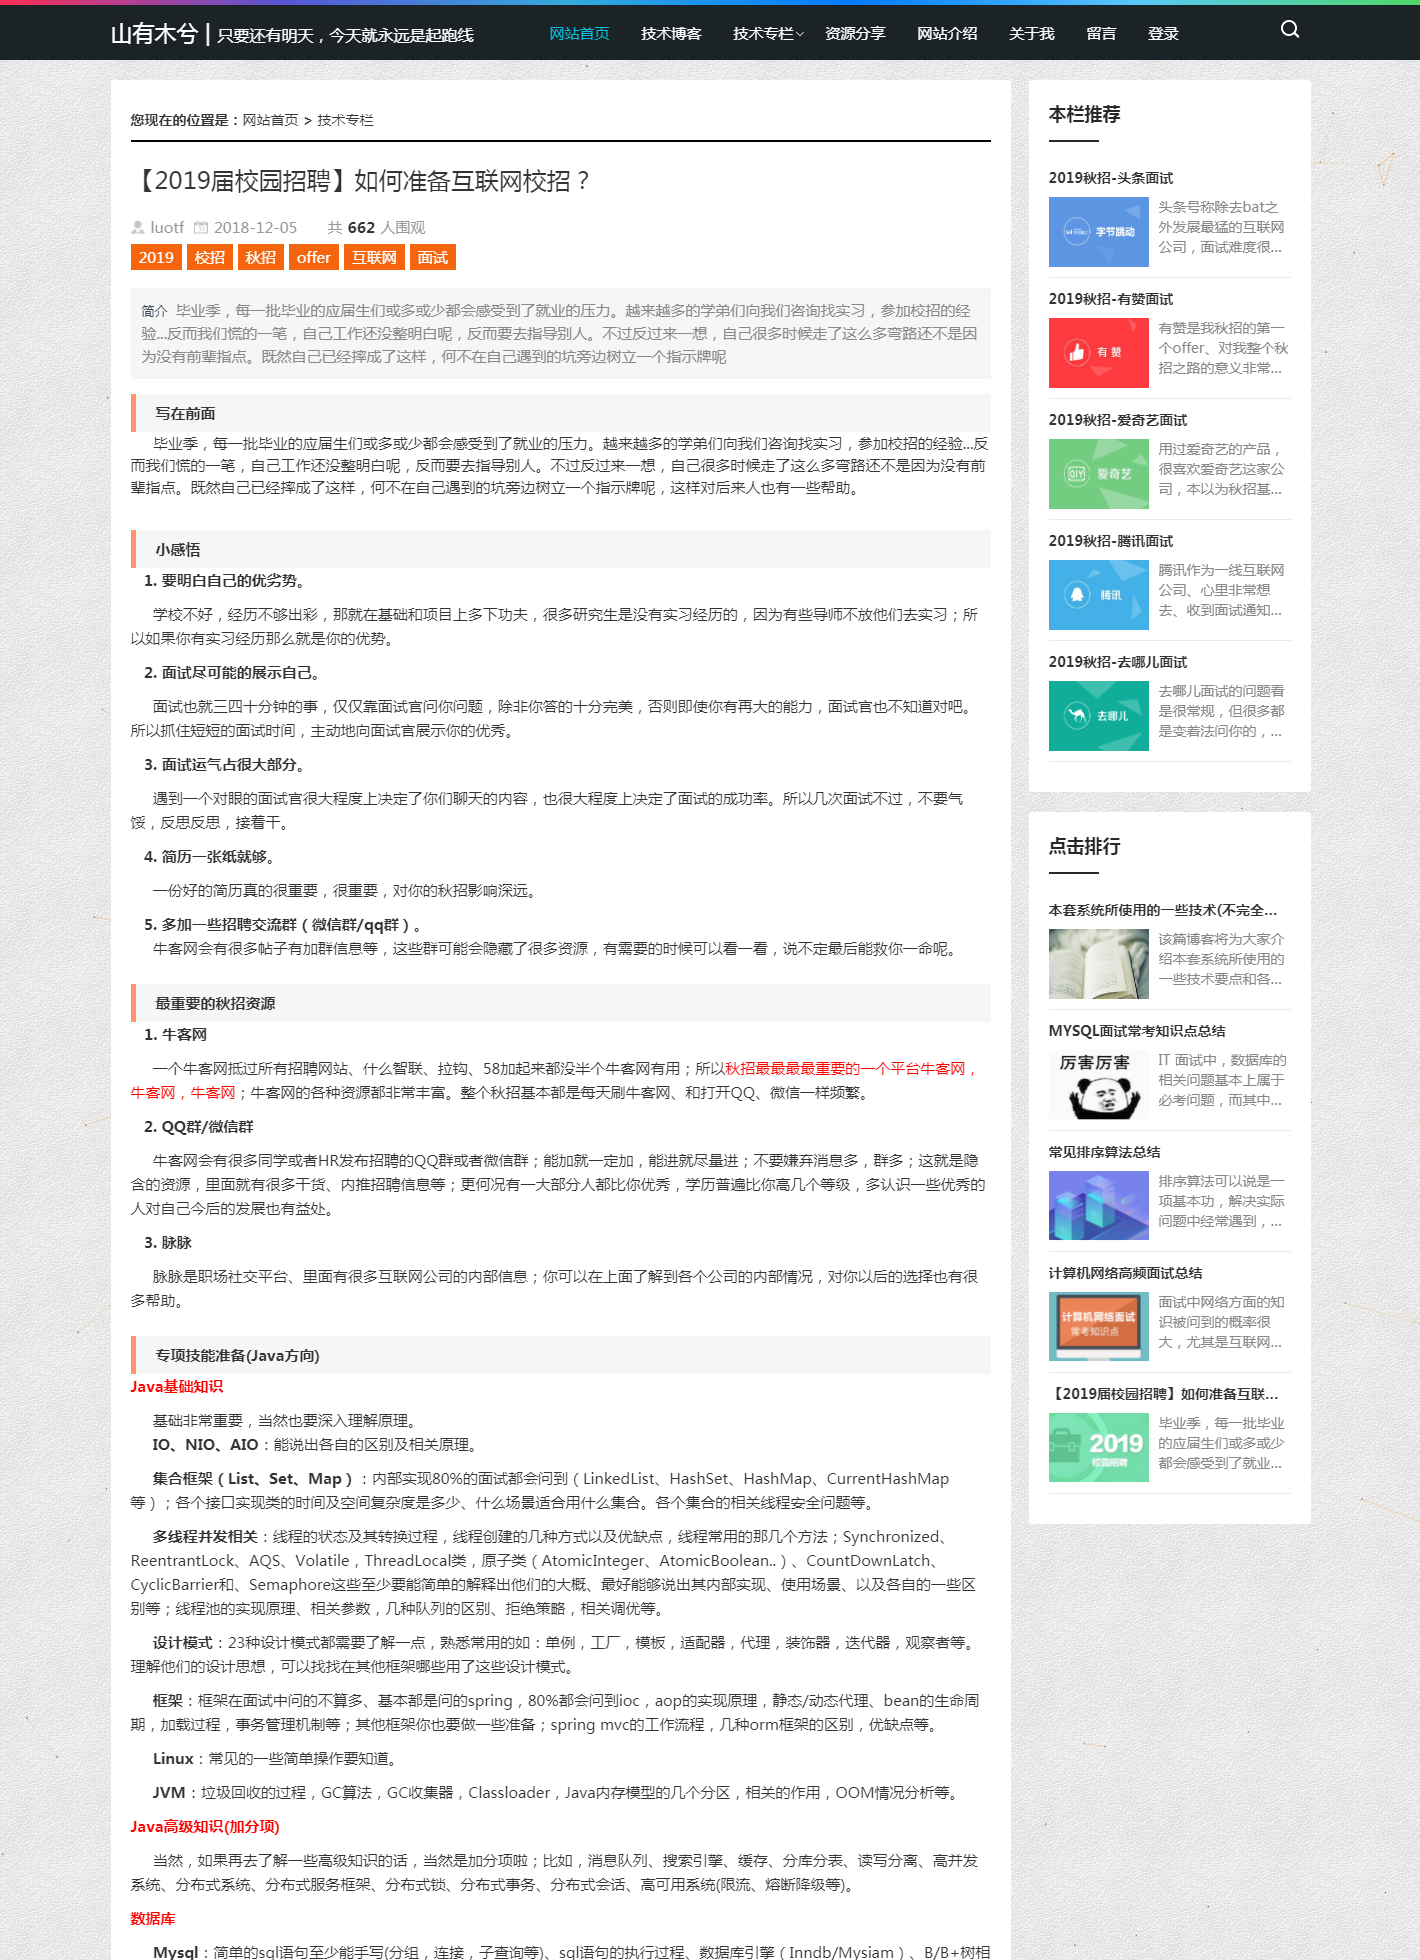 山有木兮 | 只要还有明天，今天就永远是起跑线
网站首页 技术博客 技术专栏 资源分享 网站介绍 关于我 留言 登录
您现在的位置是：网站首页 > 技术专栏
【2019届校园招聘】如何准备互联网校招？
luotf 2018-12-05 共 662 人围观
2019 校招 秋招 offer 互联网 面试
简介 毕业季，每一批毕业的应届生们或多或少都会感受到了就业的压力。越来越多的学弟们向我们咨询找实习，参加校招的经
验...反而我们慌的一笔，自己工作还没整明白呢，反而要去指导别人。不过反过来一想，自己很多时候走了这么多弯路还不是因
为没有前辈指点。既然自己已经摔成了这样，何不在自己遇到的坑旁边树立一个指示牌呢
写在前面
毕业季，每一批毕业的应届生们或多或少都会感受到了就业的压力。越来越多的学弟们向我们咨询找实习，参加校招的经验...反
而我们慌的一笔，自己工作还没整明白呢，反而要去指导别人。不过反过来一想，自己很多时候走了这么多弯路还不是因为没有前
辈指点。既然自己已经摔成了这样，何不在自己遇到的坑旁边树立一个指示牌呢，这样对后来人也有一些帮助。
小感悟
1. 要明白自己的优劣势。
学校不好，经历不够出彩，那就在基础和项目上多下功夫，很多研究生是没有实习经历的，因为有些导师不放他们去实习；所
以如果你有实习经历那么就是你的优势。
2. 面试尽可能的展示自己。
面试也就三四十分钟的事，仅仅靠面试官问你问题，除非你答的十分完美，否则即使你有再大的能力，面试官也不知道对吧。
所以抓住短短的面试时间，主动地向面试官展示你的优秀。
3. 面试运气占很大部分。
遇到一个对眼的面试官很大程度上决定了你们聊天的内容，也很大程度上决定了面试的成功率。所以几次面试不过，不要气
馁，反思反思，接着干。
4. 简历一张纸就够。
一份好的简历真的很重要，很重要，对你的秋招影响深远。
5. 多加一些招聘交流群（微信群/qq群）。
牛客网会有很多帖子有加群信息等，这些群可能会隐藏了很多资源，有需要的时候可以看一看，说不定最后能救你一命呢。
最重要的秋招资源
1. 牛客网
一个牛客网抵过所有招聘网站、什么智联、拉钩、58加起来都没半个牛客网有用；所以秋招最最最最重要的一个平台牛客网，
牛客网，牛客网；牛客网的各种资源都非常丰富。整个秋招基本都是每天刷牛客网、和打开QQ、微信一样频繁。
2. QQ群/微信群
牛客网会有很多同学或者HR发布招聘的QQ群或者微信群；能加就一定加，能进就尽量进；不要嫌弃消息多，群多；这就是隐
含的资源，里面就有很多干货、内推招聘信息等；更何况有一大部分人都比你优秀，学历普遍比你高几个等级，多认识一些优秀的
人对自己今后的发展也有益处。
3. 脉脉
脉脉是职场社交平台、里面有很多互联网公司的内部信息；你可以在上面了解到各个公司的内部情况，对你以后的选择也有很
多帮助。
专项技能准备(Java方向)
Java基础知识
基础非常重要，当然也要深入理解原理。
IO、NIO、AIO：能说出各自的区别及相关原理。
集合框架（List、Set、Map）：内部实现80%的面试都会问到（LinkedList、HashSet、HashMap、CurrentHashMap
等）；各个接口实现类的时间及空间复杂度是多少、什么场景适合用什么集合。各个集合的相关线程安全问题等。
多线程并发相关：线程的状态及其转换过程，线程创建的几种方式以及优缺点，线程常用的那几个方法；Synchronized、
ReentrantLock、AQS、Volatile，ThreadLocal类，原子类（AtomicInteger、AtomicBoolean..）、CountDownLatch、
CyclicBarrier和、Semaphore这些至少要能简单的解释出他们的大概、最好能够说出其内部实现、使用场景、以及各自的一些区
别等；线程池的实现原理、相关参数，几种队列的区别、拒绝策略，相关调优等。
设计模式：23种设计模式都需要了解一点，熟悉常用的如：单例，工厂，模板，适配器，代理，装饰器，迭代器，观察者等。
理解他们的设计思想，可以找找在其他框架哪些用了这些设计模式。
框架：框架在面试中问的不算多、基本都是问的spring，80%都会问到ioc，aop的实现原理，静态/动态代理、bean的生命周
期，加载过程，事务管理机制等；其他框架你也要做一些准备；spring mvc的工作流程，几种orm框架的区别，优缺点等。
Linux：常见的一些简单操作要知道。
JVM：垃圾回收的过程，GC算法，GC收集器，Classloader，Java内存模型的几个分区，相关的作用，OOM情况分析等。
Java高级知识(加分项)
当然，如果再去了解一些高级知识的话，当然是加分项啦；比如，消息队列、搜索引擎、缓存、分库分表、读写分离、高并发
系统、分布式系统、分布式服务框架、分布式锁、分布式事务、分布式会话、高可用系统(限流、熔断降级等)。
数据库
Mysql：简单的sql语句至少能手写(分组，连接，子查询等)、sql语句的执行过程、数据库引擎（Inndb/Mysiam）、B/B+树相
本栏推荐
2019秋招-头条面试
字节跳动
头条号称除去bat之
外发展最猛的互联网
公司，面试难度很...
2019秋招-有赞面试
有赞
有赞是我秋招的第一
个offer、对我整个秋
招之路的意义非常...
2019秋招-爱奇艺面试
QIY 爱奇艺
用过爱奇艺的产品，
很喜欢爱奇艺这家公
司，本以为秋招基...
2019秋招-腾讯面试
腾讯
腾讯作为一线互联网
公司、心里非常想
去、收到面试通知...
2019秋招-去哪儿面试
去哪儿
去哪儿面试的问题看
是很常规，但很多都
是变着法问你的，...
点击排行
本套系统所使用的一些技术(不完全...
该篇博客将为大家介
绍本套系统所使用的
一些技术要点和各...
MYSQL面试常考知识点总结
厉害厉害
IT 面试中，数据库的
相关问题基本上属于
必考问题，而其中...
常见排序算法总结
排序算法可以说是一
项基本功，解决实际
问题中经常遇到，...
计算机网络高频面试总结
计算机网络面试
常考知识点
面试中网络方面的知
识被问到的概率很
大，尤其是互联网...
【2019届校园招聘】如何准备互联...
2019
校园招聘
毕业季，每一批毕业
的应届生们或多或少
都会感受到了就业...